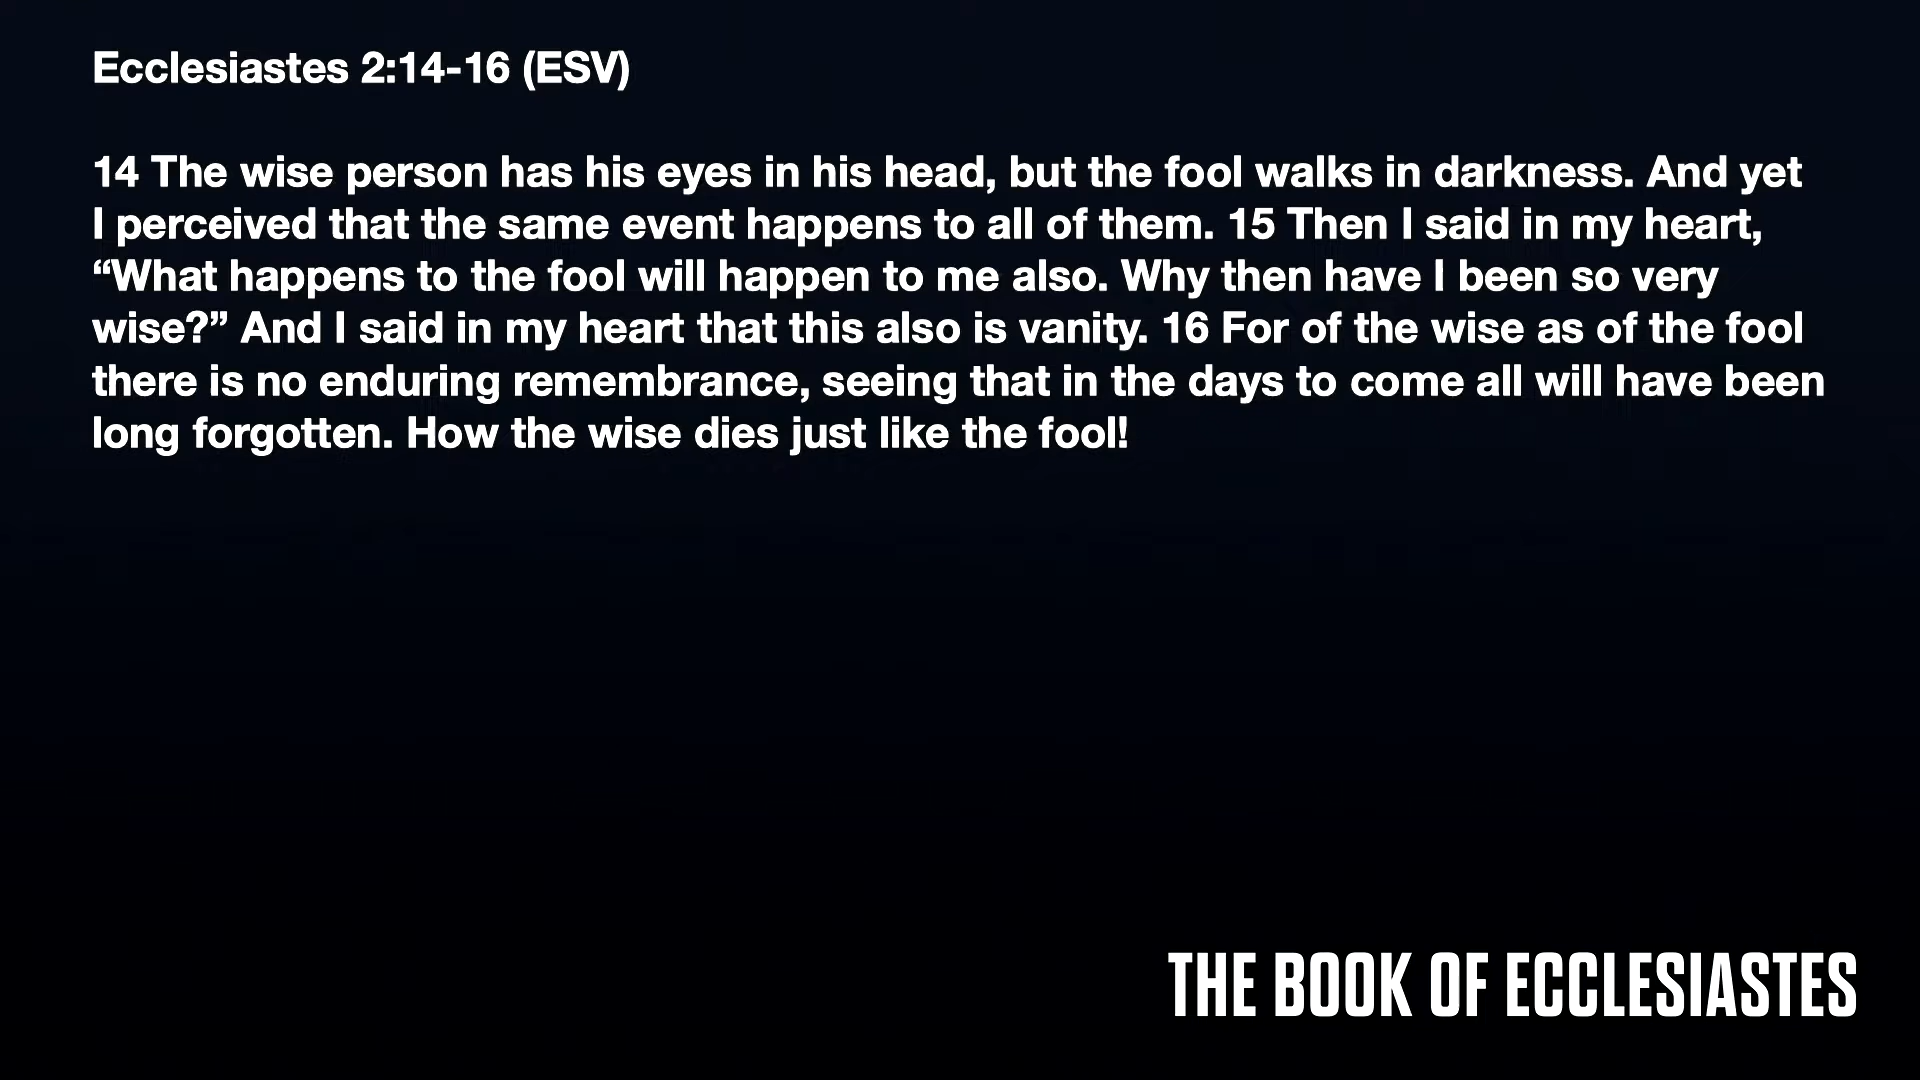 Ecclesiastes 2:14-16 (ESV)
14 The wise person has his eyes in his head, but the fool walks in darkness. And yet
I perceived that the same event happens to all of them. 15 Then I said in my heart,
“What happens to the fool will happen to me also. Why then have I been so very
wise?” And I said in my heart that this also is vanity. 16 For of the wise as of the fool
there is no enduring remembrance, seeing that in the days to come all will have been
long forgotten. How the wise dies just like the fool!
THE BOOK OF ECCLESIASTES